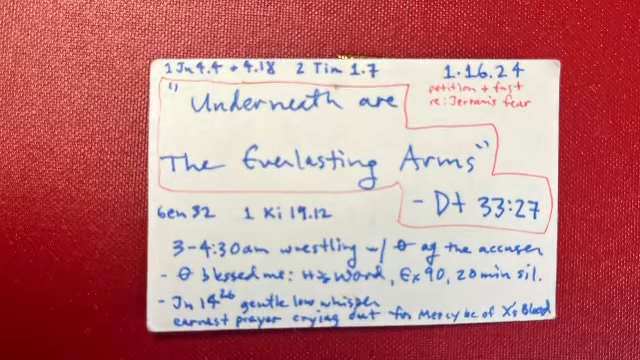 1 Jn 4.4 + 4.18   2 Tim 1.7   1.16.24
petition + fast
re: Jerram's fear
"Underneath are
The Everlasting Arms"
- Dt 33:27
Gen 32   1 Ki 19.12
3-4:30am wrestling w/ θ ag the accuser
- θ blessed me: His Word, Ex 90, 20 min sil.
- Jn 14 26 gentle low whisper
earnest prayer crying out for Mercy bc of X's Blood